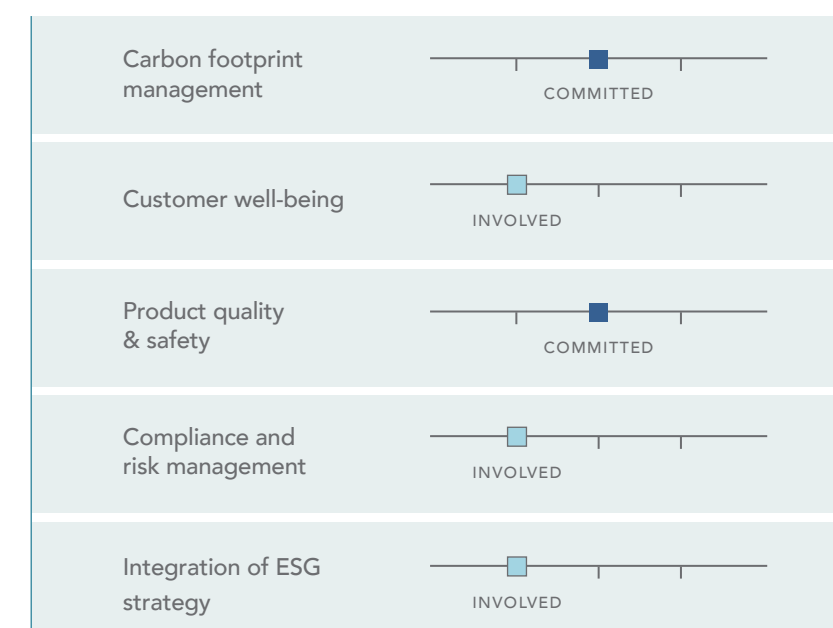 Carbon footprint
management
COMMITTED
Customer well-being
INVOLVED
Product quality
& safety
COMMITTED
Compliance and
risk management
INVOLVED
Integration of ESG
strategy
INVOLVED